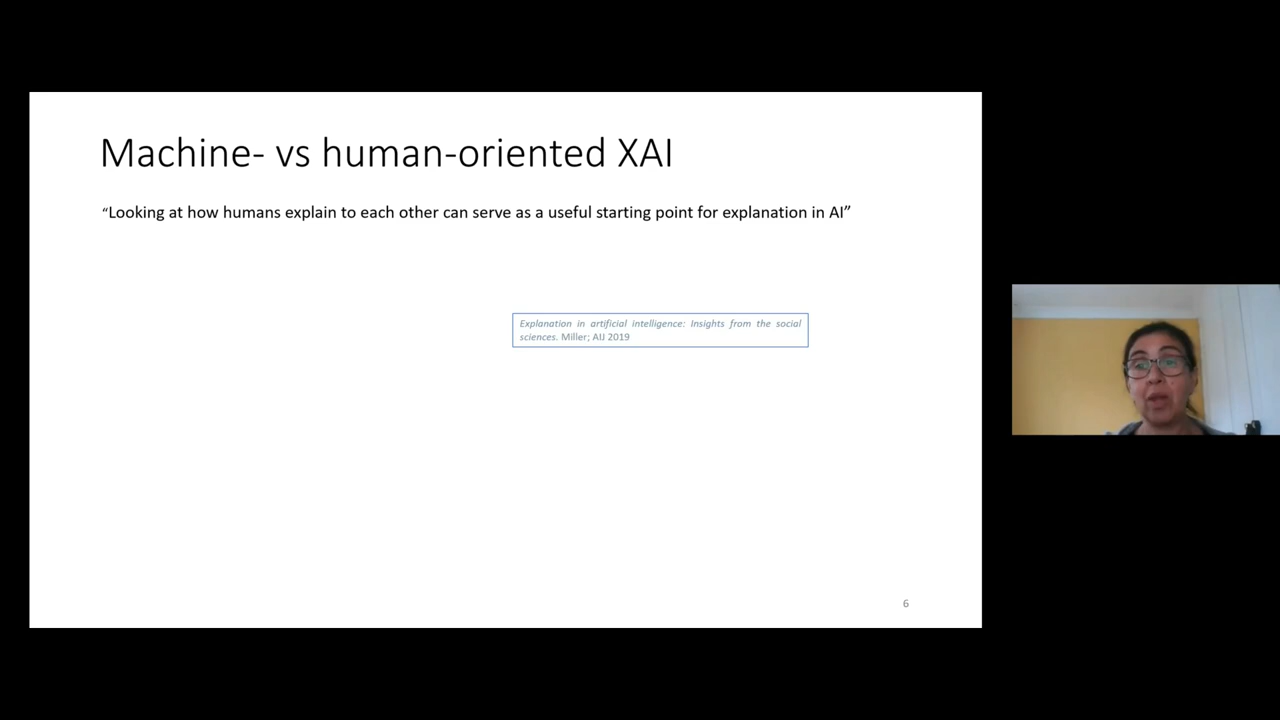 Machine- vs human-oriented XAI
“Looking at how humans explain to each other can serve as a useful starting point for explanation in AI”
Explanation in artificial intelligence: Insights from the social
sciences. Miller; AIJ 2019
6